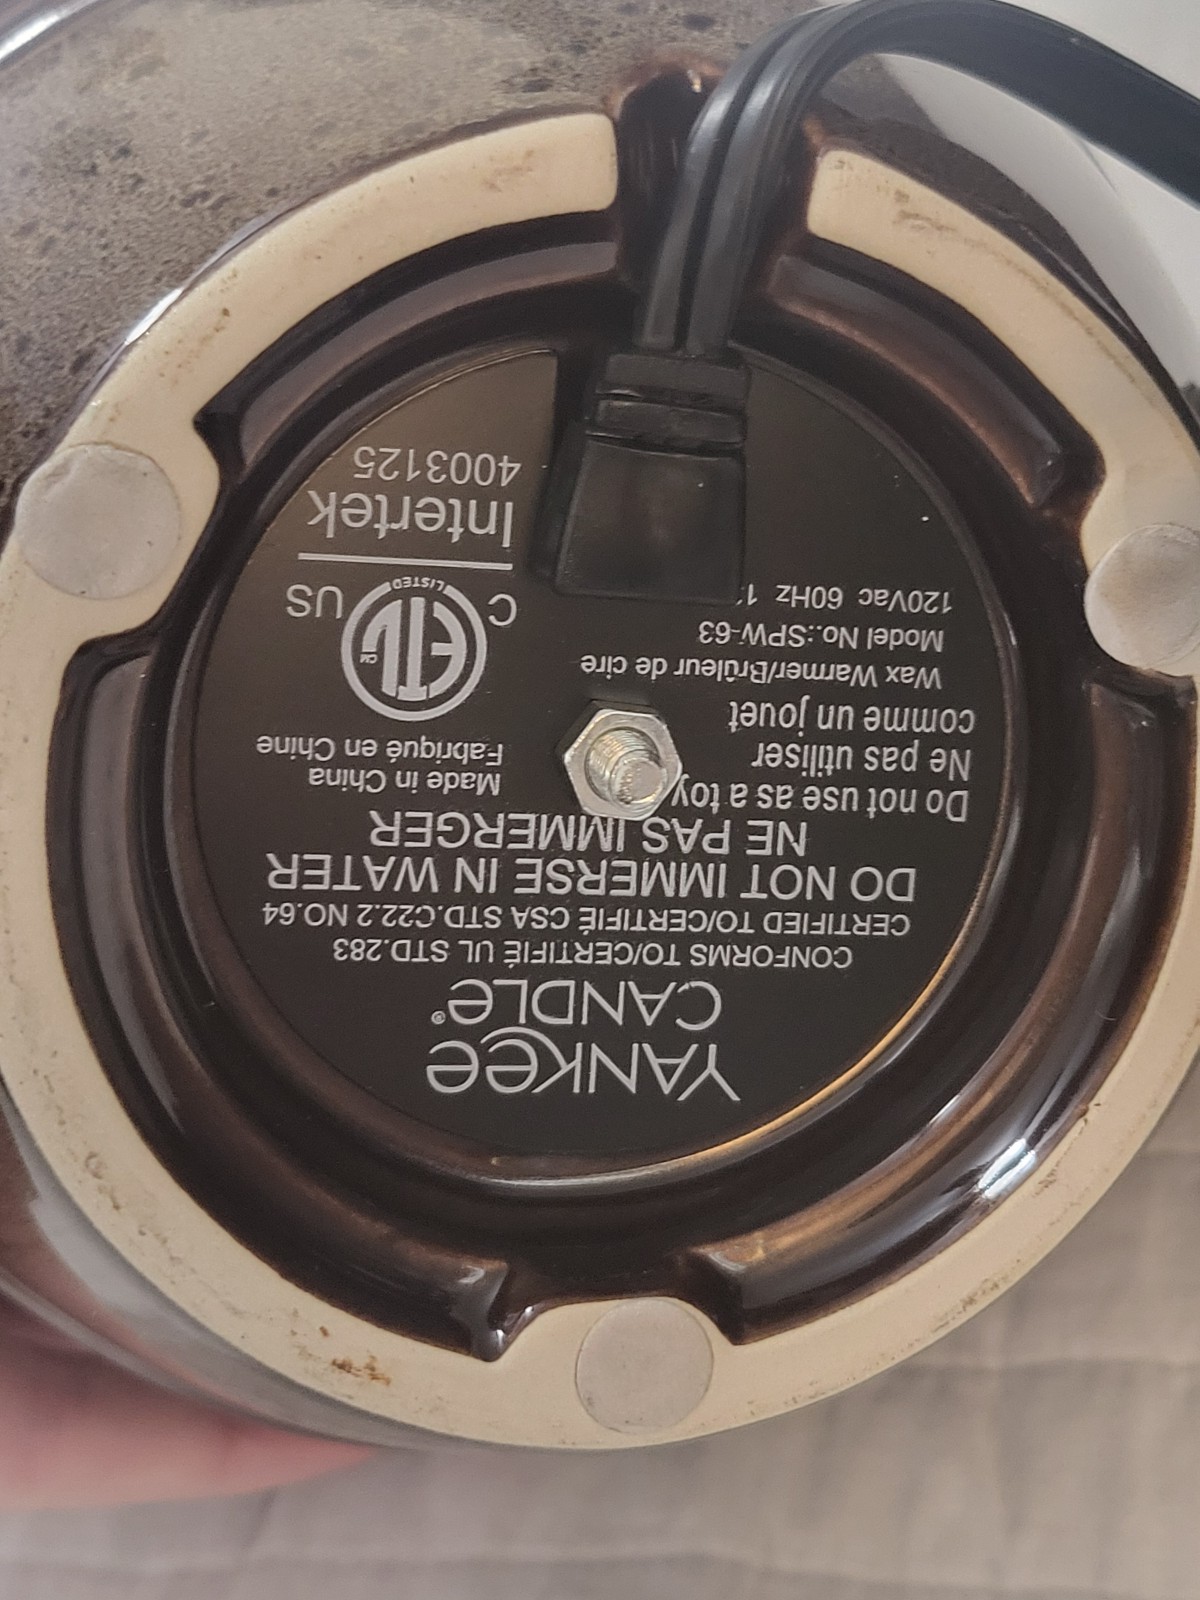 YANKEE
CANDLE®
CONFORMS TO/CERTIFIÉ UL STD.283
CERTIFIED TO/CERTIFIÉ CSA STD.C22.2 NO.64
DO NOT IMMERSE IN WATER
NE PAS IMMERGER
Do not use as a toy
Ne pas utiliser
comme un jouet
Wax Warmer/Brûleur de cire
Model No.:SPW-63
120Vac 60Hz
Made in China
Fabriqué en Chine
ETL CM
LISTED
C US
Intertek
4003125